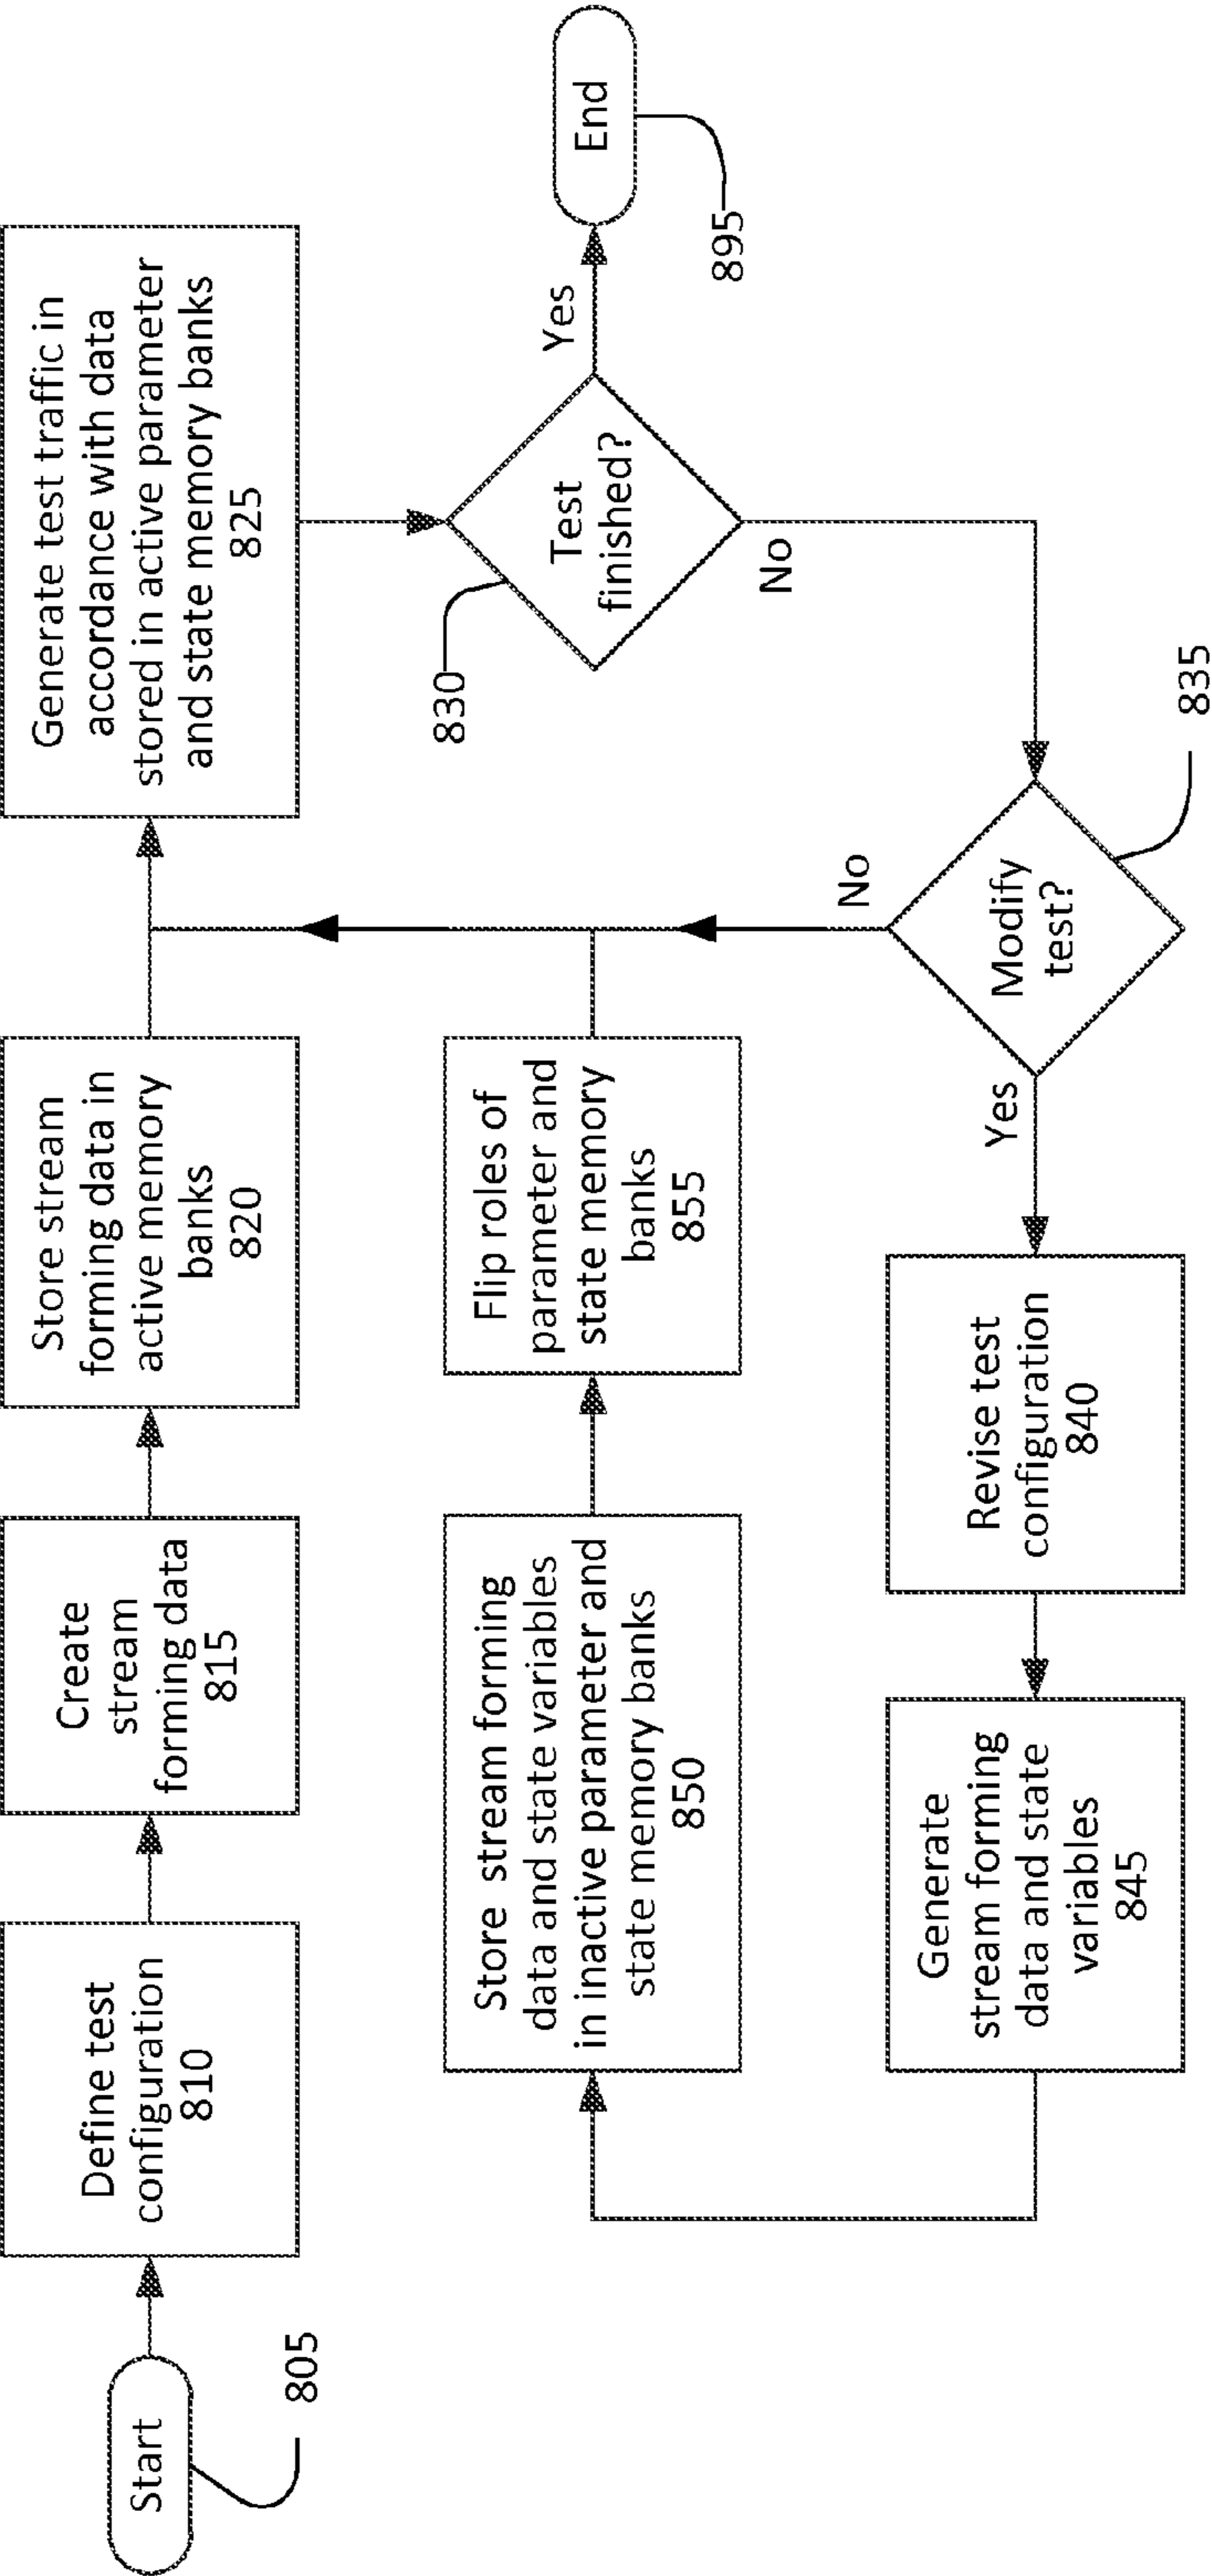 Start
805
Define test
configuration
810
Create
stream
forming data
815
Store stream
forming data in
active memory
banks
820
Generate test traffic in
accordance with data
stored in active parameter
and state memory banks
825
830
Test
finished?
Yes
No
End
895
Modify
test?
835
No
Yes
Revise test
configuration
840
Generate
stream forming
data and state
variables
845
Store  stream forming
data and state variables
in inactive parameter and
state memory banks
850
Flip roles of
parameter and
state memory
banks
855